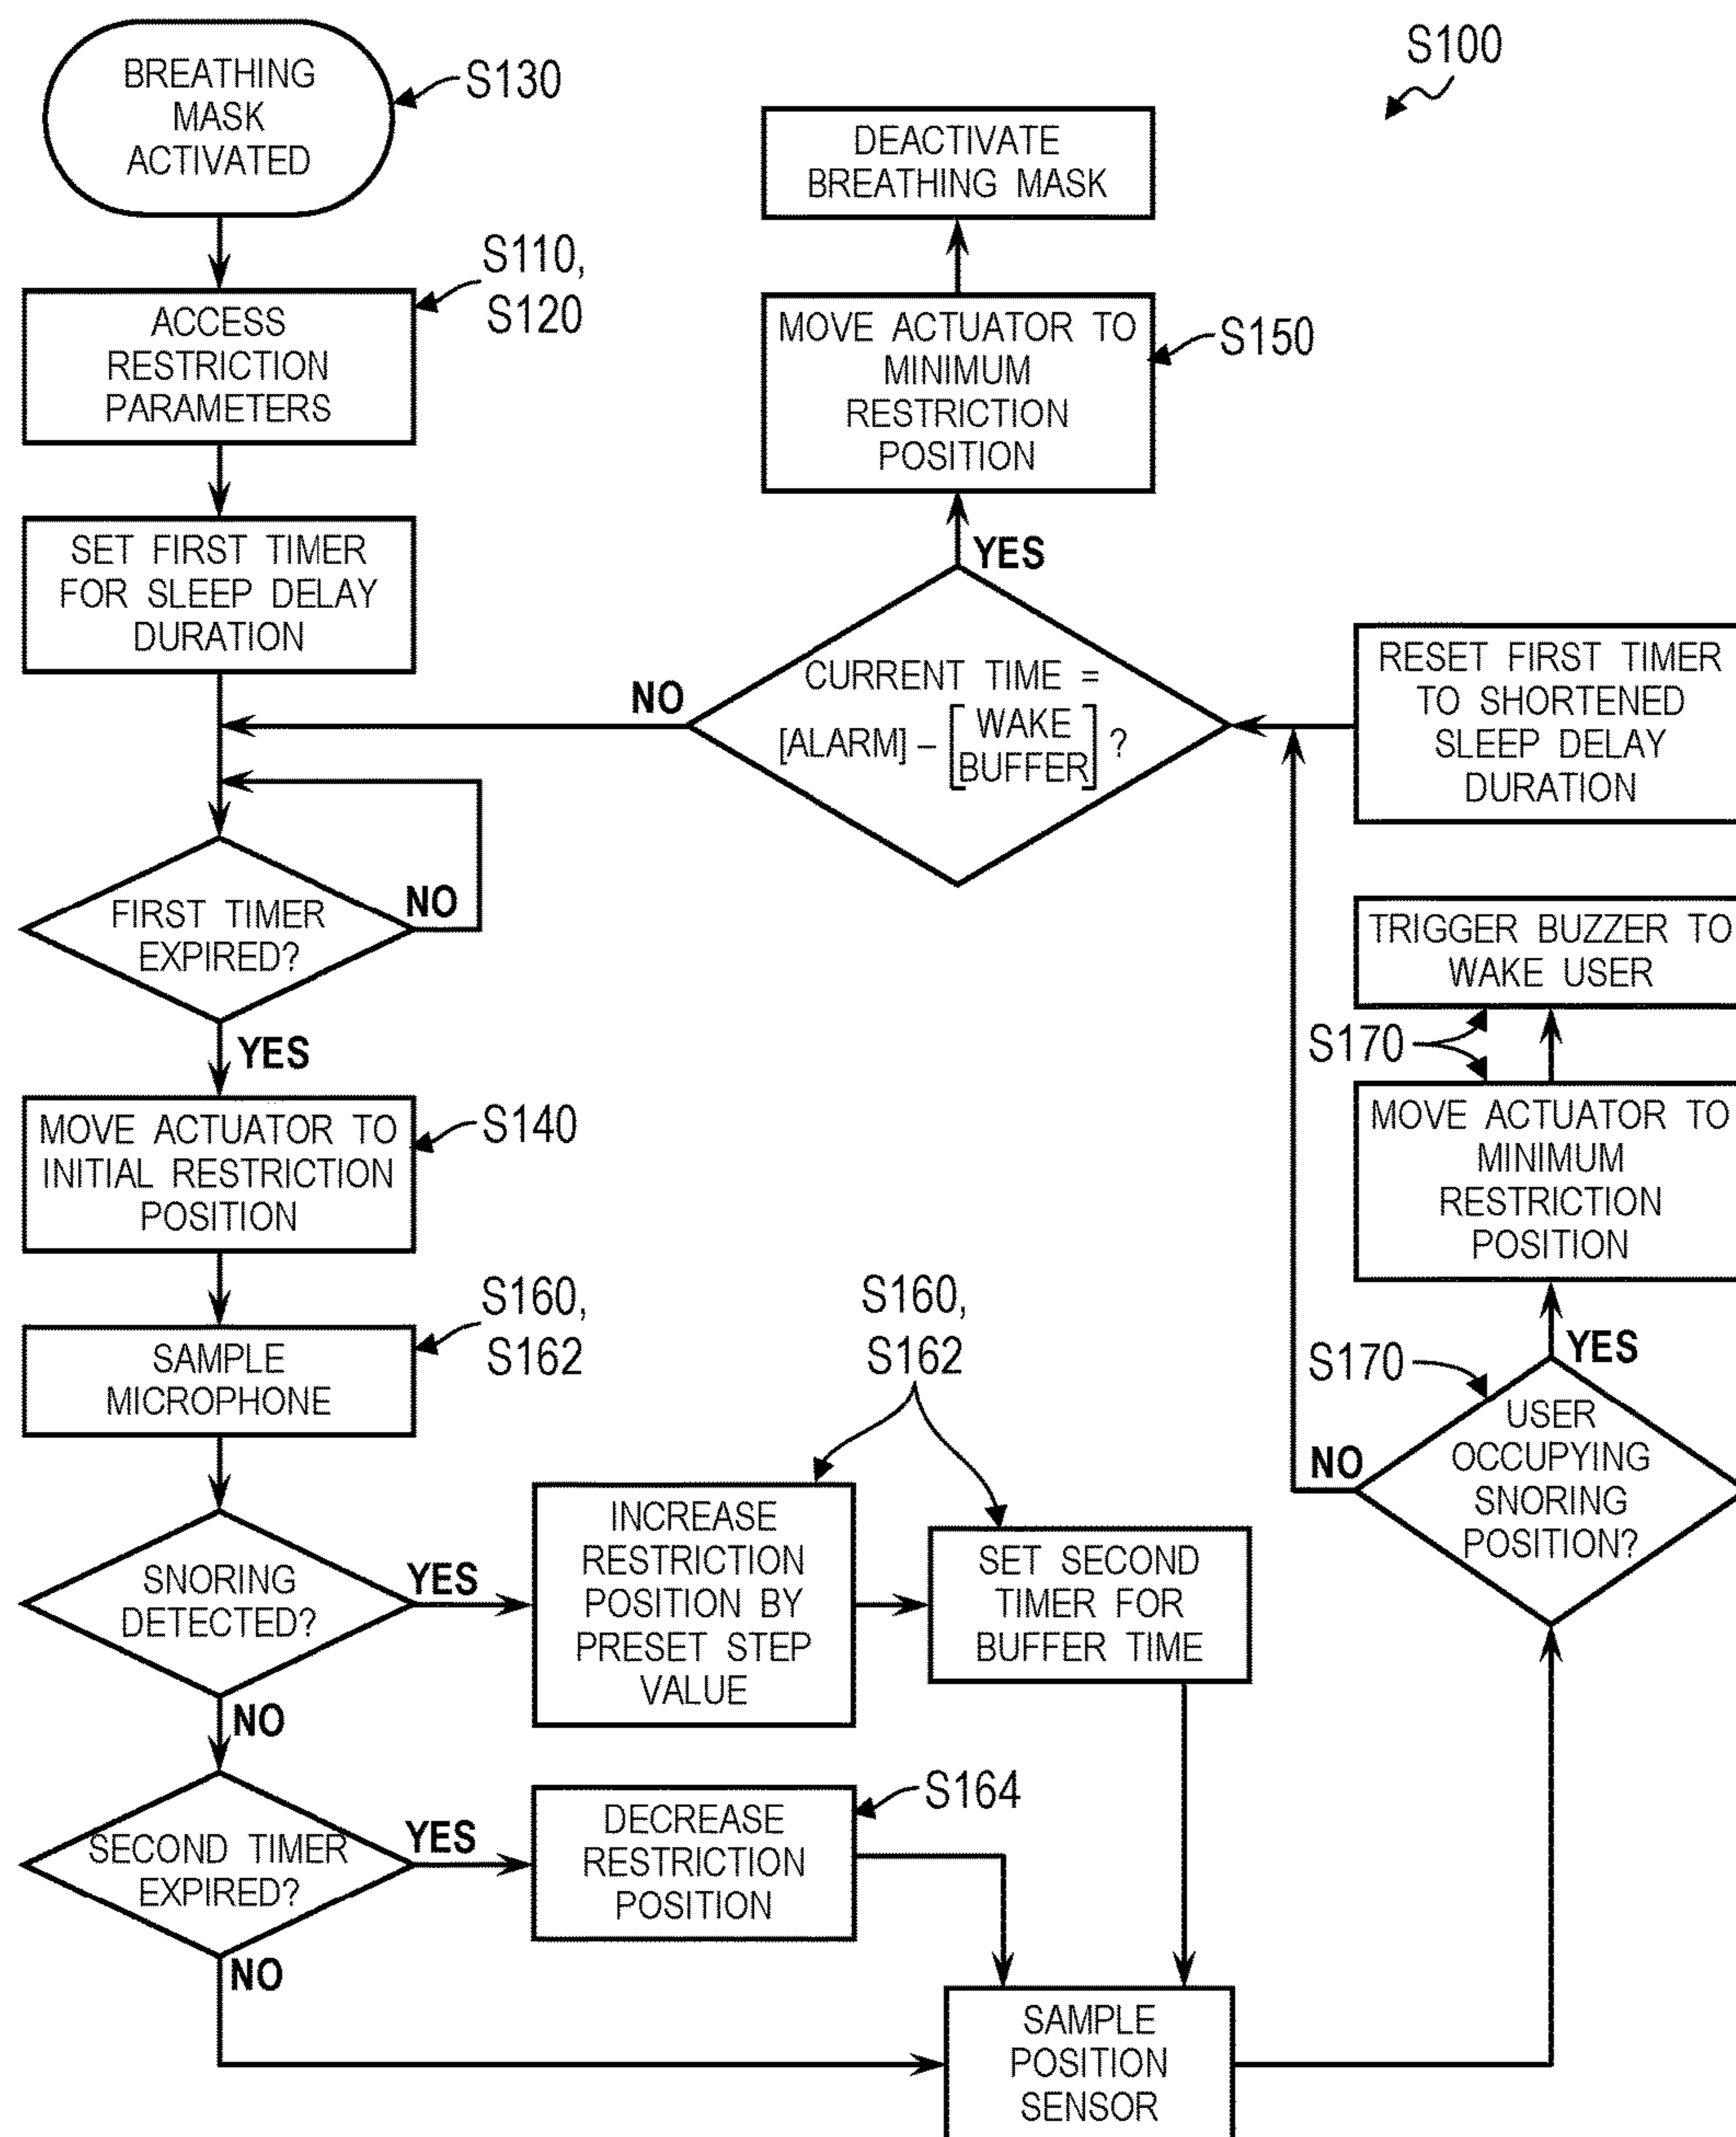 S100
BREATHING
MASK
ACTIVATED
S130
S110,
S120
ACCESS
RESTRICTION
PARAMETERS
SET FIRST TIMER
FOR SLEEP DELAY
DURATION
FIRST TIMER
EXPIRED?
NO
YES
MOVE ACTUATOR TO
INITIAL RESTRICTION
POSITION
S140
S160,
S162
SAMPLE
MICROPHONE
SNORING
DETECTED?
YES
NO
INCREASE
RESTRICTION
POSITION BY
PRESET STEP
VALUE
S160,
S162
SET SECOND
TIMER FOR
BUFFER TIME
SECOND TIMER
EXPIRED?
YES
NO
DECREASE
RESTRICTION
POSITION
S164
SAMPLE
POSITION
SENSOR
USER
OCCUPYING
SNORING
POSITION?
S170
NO
YES
MOVE ACTUATOR TO
MINIMUM
RESTRICTION
POSITION
S170
TRIGGER BUZZER TO
WAKE USER
RESET FIRST TIMER
TO SHORTENED
SLEEP DELAY
DURATION
CURRENT TIME =
[ALARM] – [WAKE
BUFFER] ?
NO
YES
MOVE ACTUATOR TO
MINIMUM
RESTRICTION
POSITION
S150
DEACTIVATE
BREATHING MASK